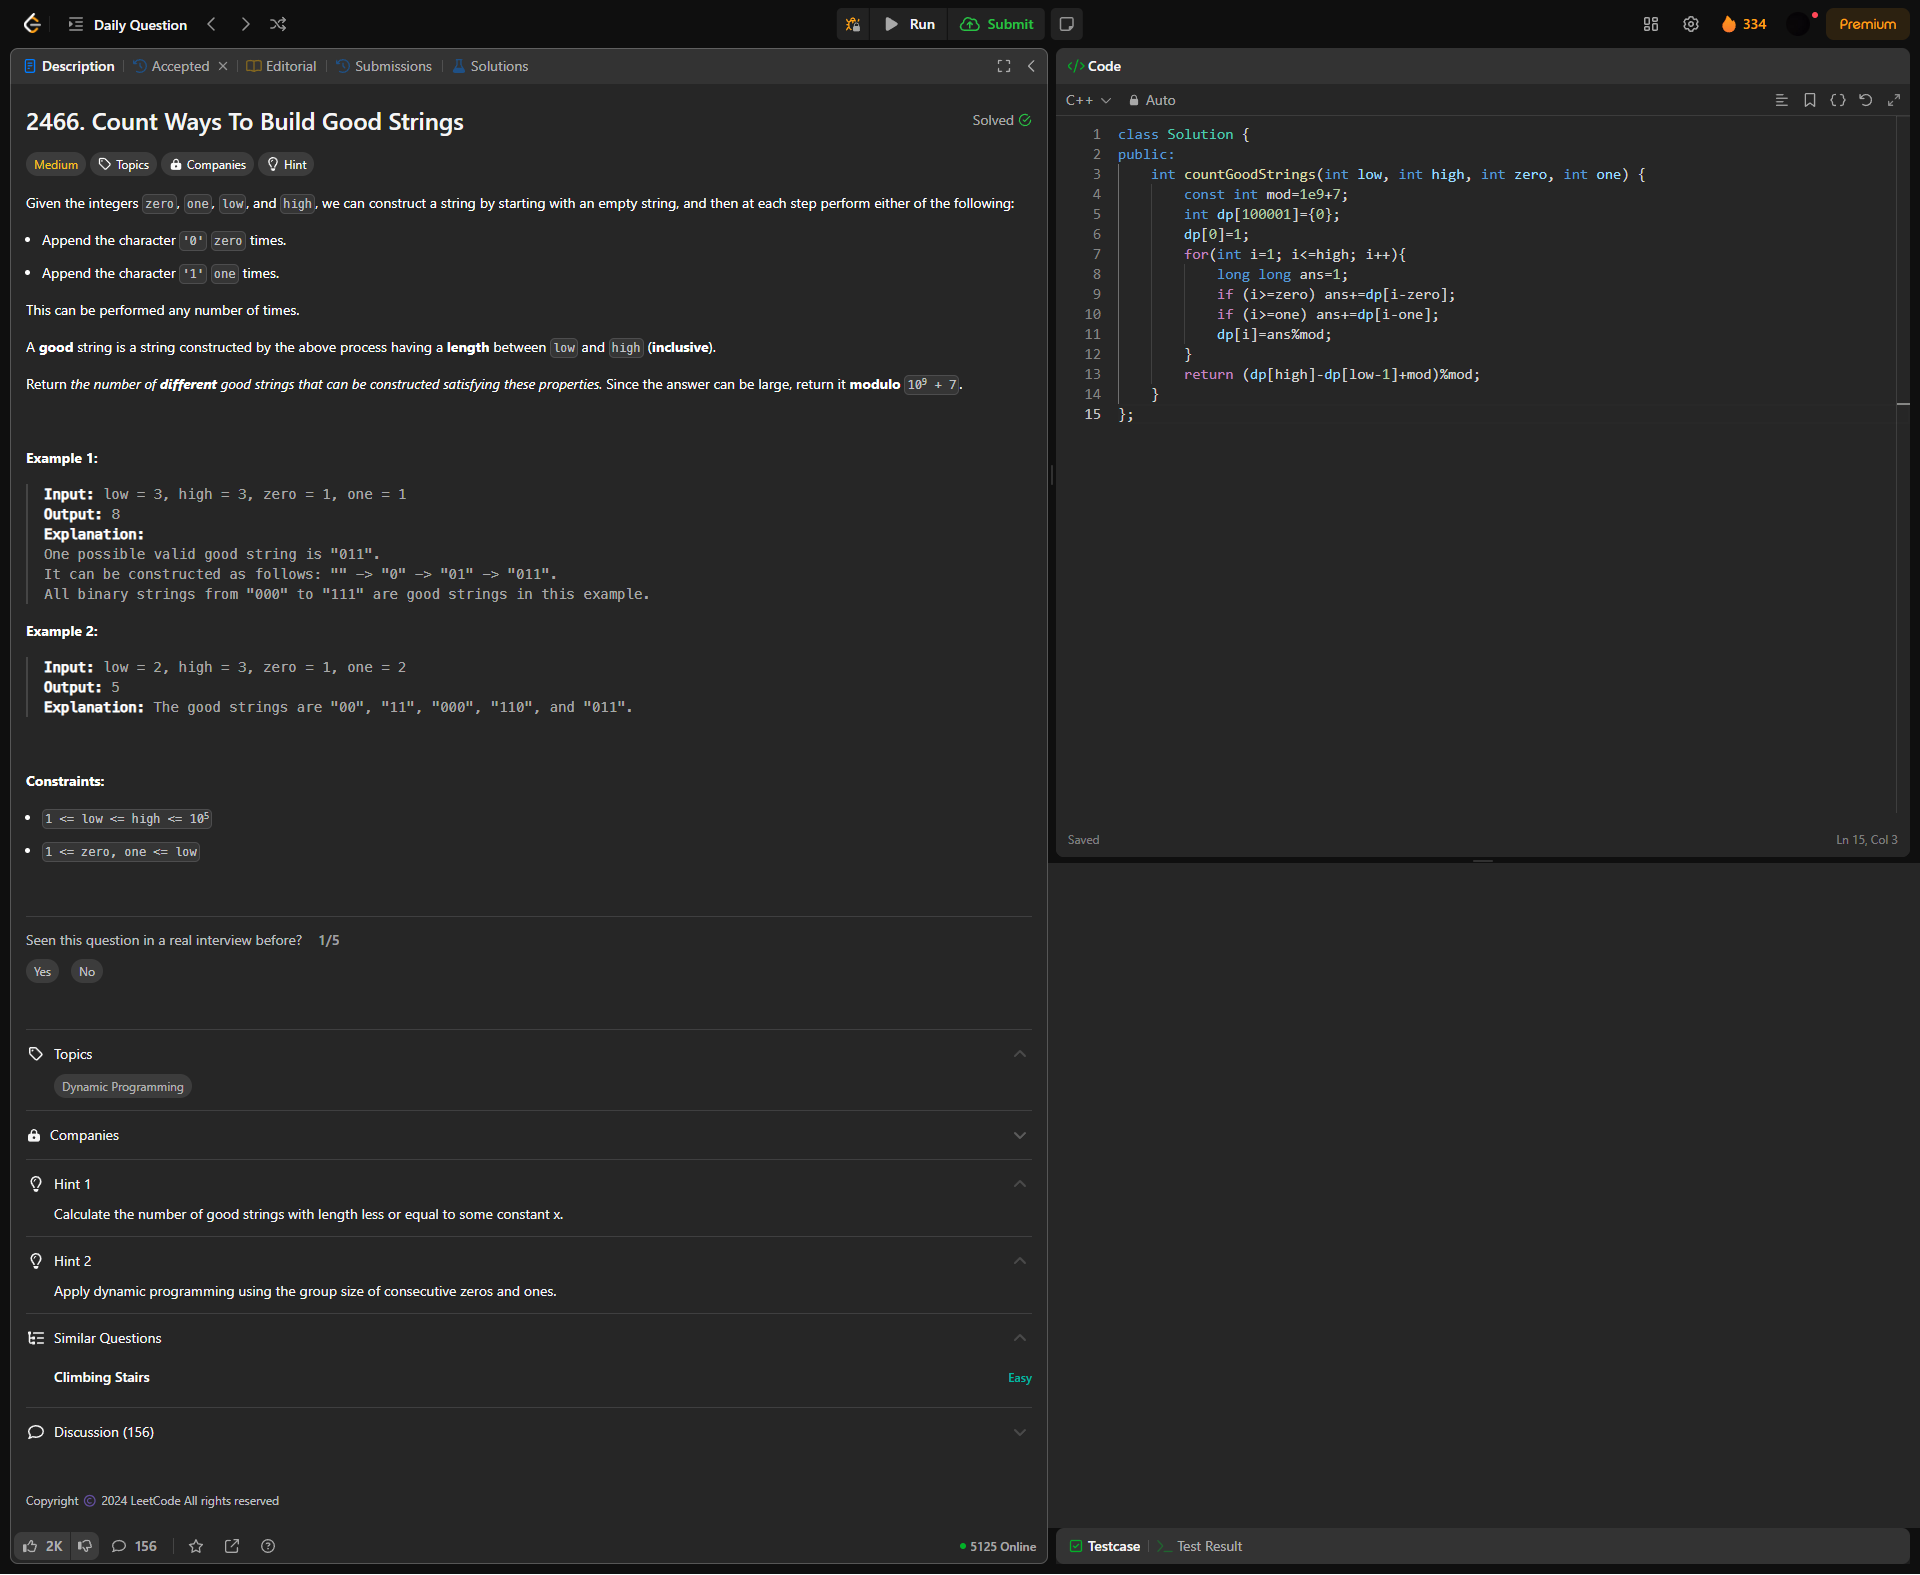 Daily Question
Run
Submit
334
Premium
Description
Accepted
Editorial
Submissions
Solutions
2466. Count Ways To Build Good Strings
Solved
Medium
Topics
Companies
Hint
Given the integers zero, one, low, and high, we can construct a string by starting with an empty string, and then at each step perform either of the following:
• Append the character '0' zero times.
• Append the character '1' one times.
This can be performed any number of times.
A good string is a string constructed by the above process having a length between low and high (inclusive).
Return the number of different good strings that can be constructed satisfying these properties. Since the answer can be large, return it modulo 10⁹ + 7.
Example 1:
Input: low = 3, high = 3, zero = 1, one = 1
Output: 8
Explanation:
One possible valid good string is "011".
It can be constructed as follows: "" -> "0" -> "01" -> "011".
All binary strings from "000" to "111" are good strings in this example.
Example 2:
Input: low = 2, high = 3, zero = 1, one = 2
Output: 5
Explanation: The good strings are "00", "11", "000", "110", and "011".
Constraints:
• 1 <= low <= high <= 10⁵
• 1 <= zero, one <= low
Seen this question in a real interview before? 1/5
Yes
No
Topics
Dynamic Programming
Companies
Hint 1
Calculate the number of good strings with length less or equal to some constant x.
Hint 2
Apply dynamic programming using the group size of consecutive zeros and ones.
Similar Questions
Climbing Stairs
Easy
Discussion (156)
Copyright © 2024 LeetCode All rights reserved
2K
156
5125 Online
</> Code
C++
Auto
1 class Solution {
2 public:
3     int countGoodStrings(int low, int high, int zero, int one) {
4         const int mod=1e9+7;
5         int dp[100001]={0};
6         dp[0]=1;
7         for(int i=1; i<=high; i++){
8             long long ans=1;
9             if (i>=zero) ans+=dp[i-zero];
10             if (i>=one) ans+=dp[i-one];
11             dp[i]=ans%mod;
12         }
13         return (dp[high]-dp[low-1]+mod)%mod;
14     }
15 };
Saved
Ln 15, Col 3
Testcase
Test Result